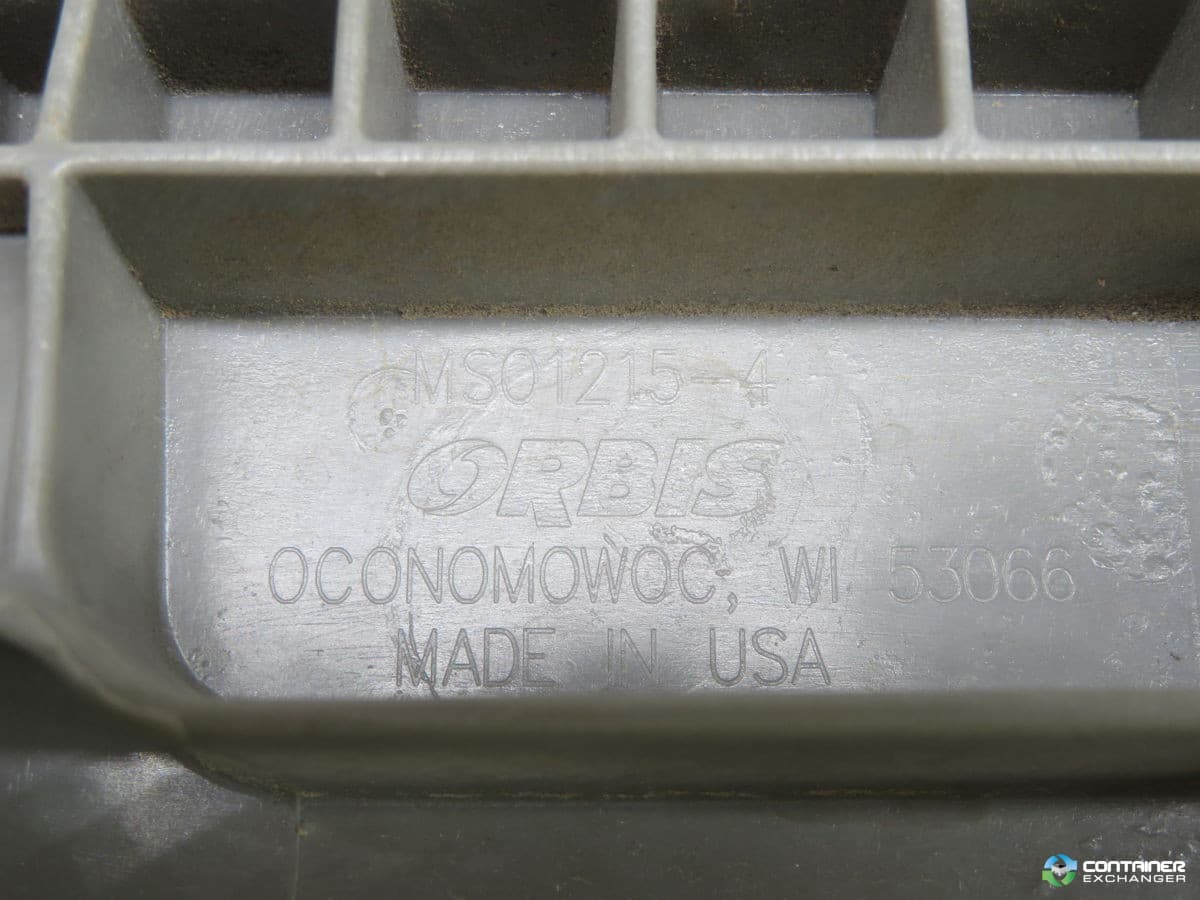 MS01215-4
ORBIS
OCONOMOWOC, WI 53066
MADE IN USA
CONTAINER
EXCHANGER